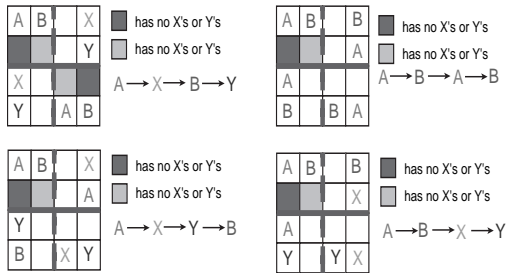 A B X
has no X's or Y's
Y
has no X's or Y's
X
A→X→B→Y
Y A B
A B B
has no X's or Y's
A
has no X's or Y's
A
A→B→A→B
B B A
A B X
has no X's or Y's
A
has no X's or Y's
Y
A→X→Y→B
B X Y
A B B
has no X's or Y's
X
has no X's or Y's
A
A→B→X→Y
Y Y X